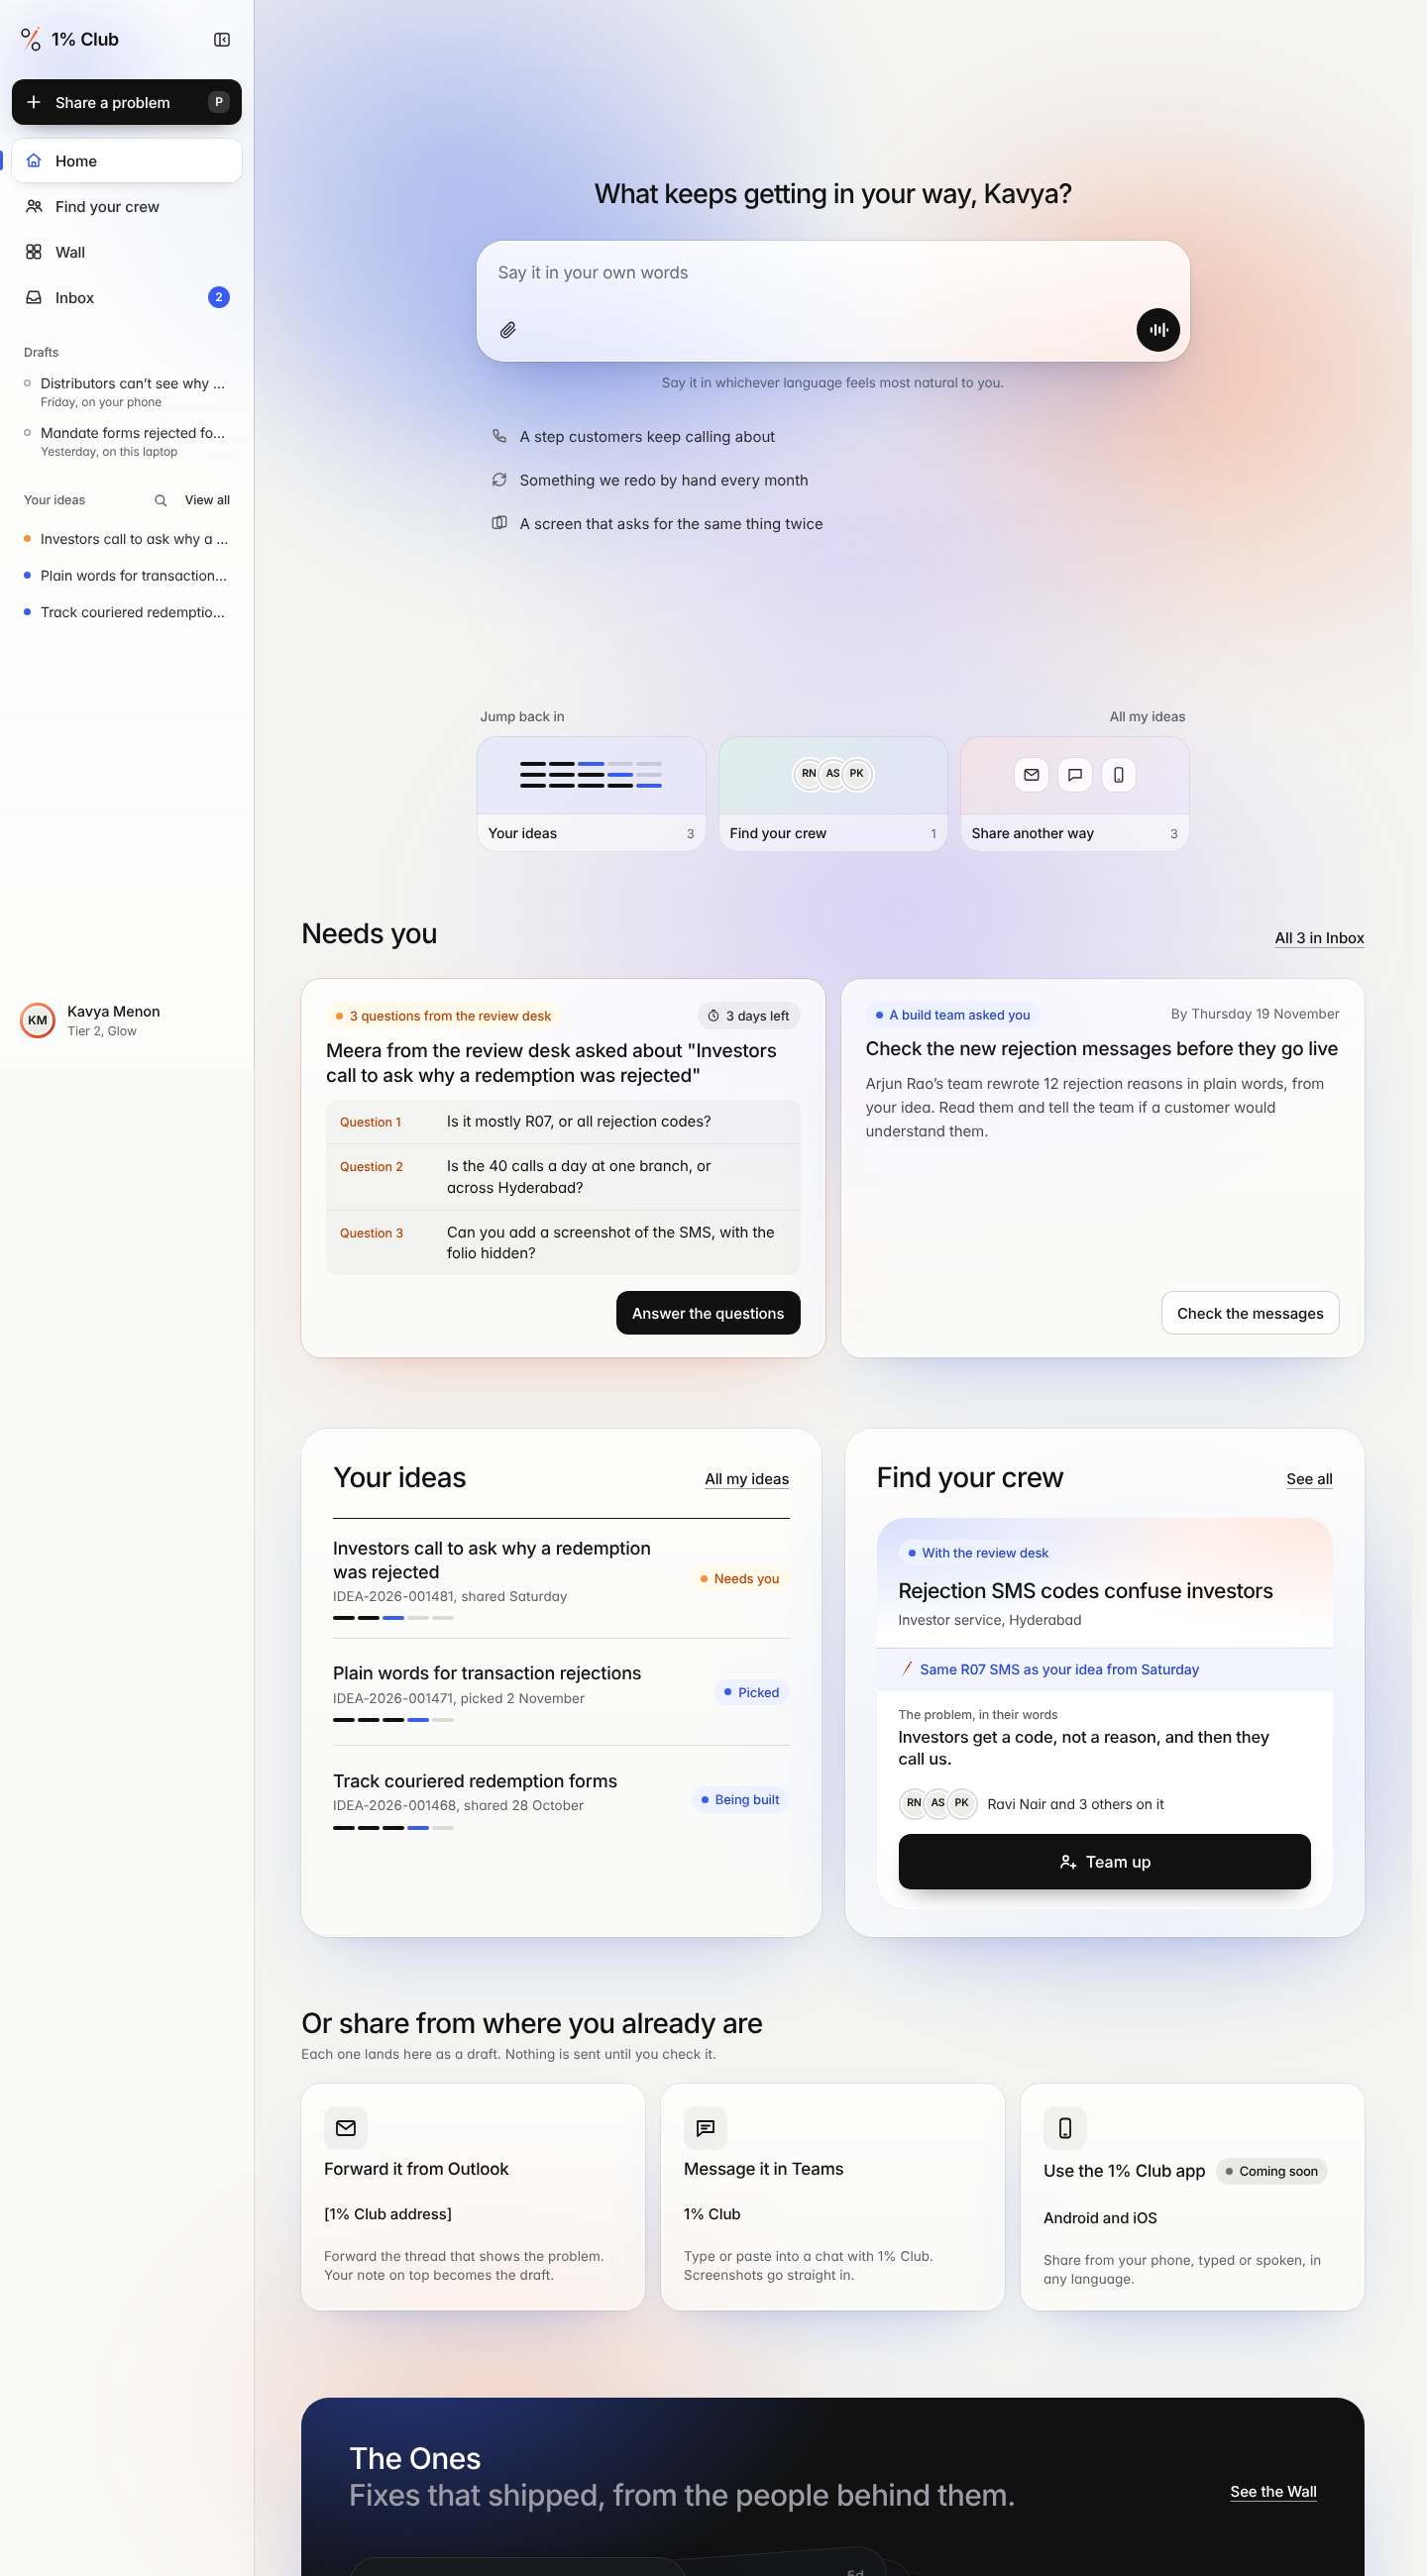 1% Club
Share a problem
P
Home
Find your crew
Wall
Inbox
2
Drafts
Distributors can’t see why ...
Friday, on your phone
Mandate forms rejected fo...
Yesterday, on this laptop
Your ideas
View all
Investors call to ask why a ...
Plain words for transaction...
Track couriered redemptio...
KM
Kavya Menon
Tier 2, Glow
What keeps getting in your way, Kavya?
Say it in your own words
Say it in whichever language feels most natural to you.
A step customers keep calling about
Something we redo by hand every month
A screen that asks for the same thing twice
Jump back in
All my ideas
RN AS PK
Your ideas 3
Find your crew 1
Share another way 3
Needs you
All 3 in Inbox
3 questions from the review desk
3 days left
Meera from the review desk asked about "Investors
call to ask why a redemption was rejected"
Question 1 Is it mostly R07, or all rejection codes?
Question 2 Is the 40 calls a day at one branch, or
across Hyderabad?
Question 3 Can you add a screenshot of the SMS, with the
folio hidden?
Answer the questions
A build team asked you
By Thursday 19 November
Check the new rejection messages before they go live
Arjun Rao’s team rewrote 12 rejection reasons in plain words, from
your idea. Read them and tell the team if a customer would
understand them.
Check the messages
Your ideas
All my ideas
Investors call to ask why a redemption
was rejected
IDEA-2026-001481, shared Saturday
Needs you
Plain words for transaction rejections
IDEA-2026-001471, picked 2 November
Picked
Track couriered redemption forms
IDEA-2026-001468, shared 28 October
Being built
Find your crew
See all
With the review desk
Rejection SMS codes confuse investors
Investor service, Hyderabad
Same R07 SMS as your idea from Saturday
The problem, in their words
Investors get a code, not a reason, and then they
call us.
RN AS PK
Ravi Nair and 3 others on it
Team up
Or share from where you already are
Each one lands here as a draft. Nothing is sent until you check it.
Forward it from Outlook
[1% Club address]
Forward the thread that shows the problem.
Your note on top becomes the draft.
Message it in Teams
1% Club
Type or paste into a chat with 1% Club.
Screenshots go straight in.
Use the 1% Club app
Coming soon
Android and iOS
Share from your phone, typed or spoken, in
any language.
The Ones
Fixes that shipped, from the people behind them.
See the Wall